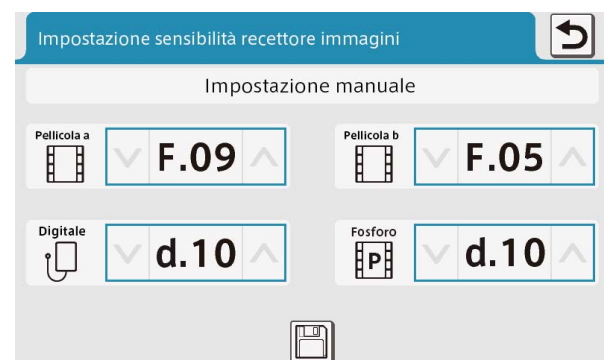 Impostazione sensibilità recettore immagini
Impostazione manuale
Pellicola a
F.09
Pellicola b
F.05
Digitale
d.10
Fosforo
P
d.10